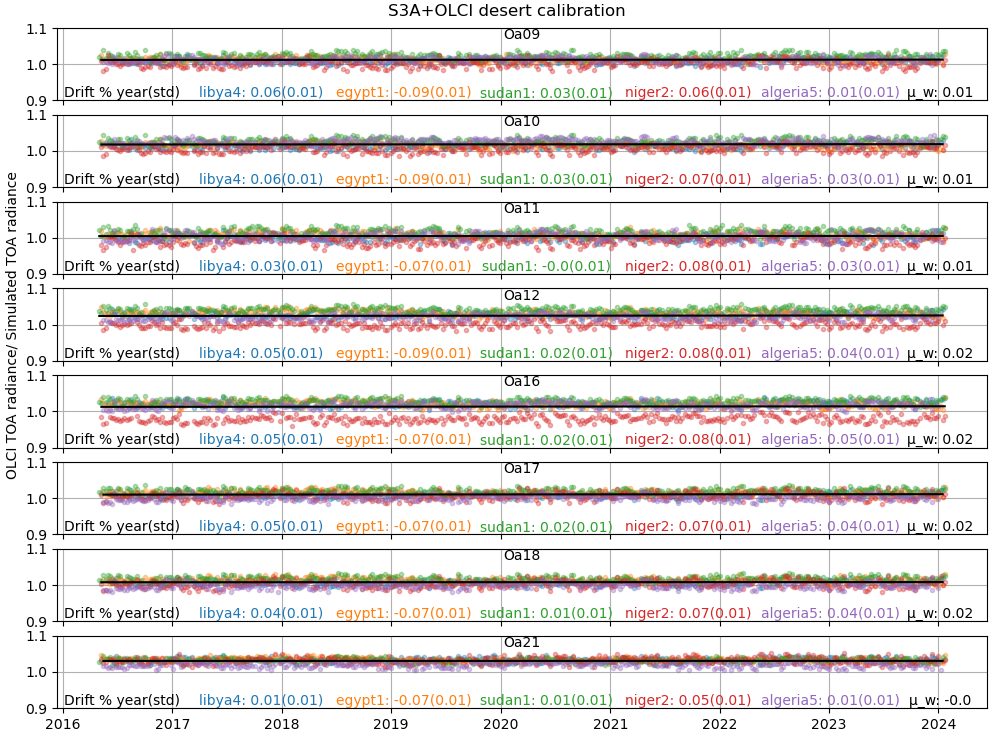 S3A+OLCI desert calibration
OLCI TOA radiance/ Simulated TOA radiance
Oa09
1.1
1.0
0.9
Drift % year(std) libya4: 0.06(0.01) egypt1: -0.09(0.01) sudan1: 0.03(0.01) niger2: 0.06(0.01) algeria5: 0.01(0.01) μ_w: 0.01
Oa10
1.1
1.0
0.9
Drift % year(std) libya4: 0.06(0.01) egypt1: -0.09(0.01) sudan1: 0.03(0.01) niger2: 0.07(0.01) algeria5: 0.03(0.01) μ_w: 0.01
Oa11
1.1
1.0
0.9
Drift % year(std) libya4: 0.03(0.01) egypt1: -0.07(0.01) sudan1: -0.0(0.01) niger2: 0.08(0.01) algeria5: 0.03(0.01) μ_w: 0.01
Oa12
1.1
1.0
0.9
Drift % year(std) libya4: 0.05(0.01) egypt1: -0.09(0.01) sudan1: 0.02(0.01) niger2: 0.08(0.01) algeria5: 0.04(0.01) μ_w: 0.02
Oa16
1.1
1.0
0.9
Drift % year(std) libya4: 0.05(0.01) egypt1: -0.07(0.01) sudan1: 0.02(0.01) niger2: 0.08(0.01) algeria5: 0.05(0.01) μ_w: 0.02
Oa17
1.1
1.0
0.9
Drift % year(std) libya4: 0.05(0.01) egypt1: -0.07(0.01) sudan1: 0.02(0.01) niger2: 0.07(0.01) algeria5: 0.04(0.01) μ_w: 0.02
Oa18
1.1
1.0
0.9
Drift % year(std) libya4: 0.04(0.01) egypt1: -0.07(0.01) sudan1: 0.01(0.01) niger2: 0.07(0.01) algeria5: 0.04(0.01) μ_w: 0.02
Oa21
1.1
1.0
0.9
Drift % year(std) libya4: 0.01(0.01) egypt1: -0.07(0.01) sudan1: 0.01(0.01) niger2: 0.05(0.01) algeria5: 0.01(0.01) μ_w: -0.0
2016 2017 2018 2019 2020 2021 2022 2023 2024